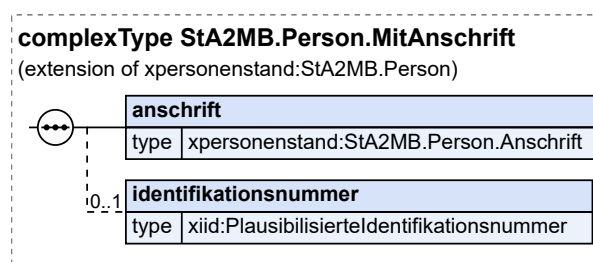 complexType StA2MB.Person.MitAnschrift
(extension of xpersonenstand:StA2MB.Person)
anschrift
type xpersonenstand:StA2MB.Person.Anschrift
0..1
identifikationsnummer
type xiid:PlausibilisierteIdentifikationsnummer